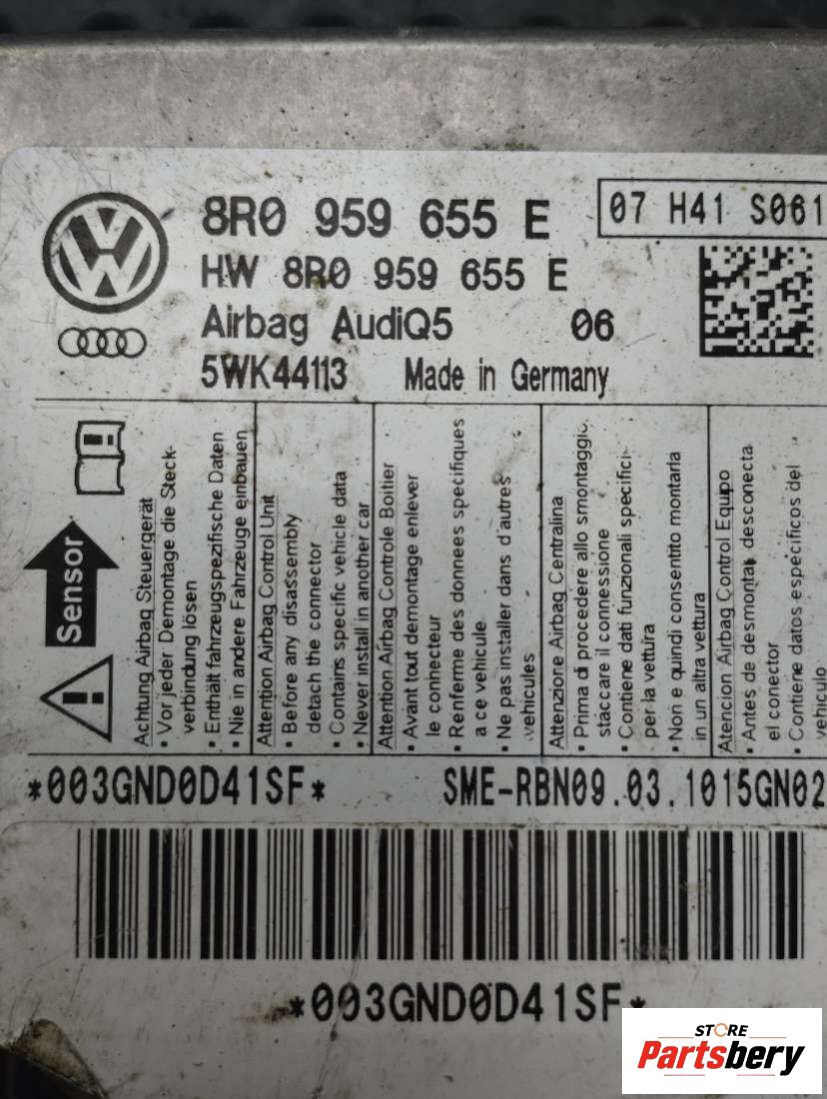 8R0 959 655 E
07 H41 S061
HW 8R0 959 655 E
Airbag AudiQ5 06
5WK44113 Made in Germany
Sensor
Achtung Airbag Steuergerät
• Vor jeder Demontage die Steck-
verbindung lösen
• Enthält fahrzeugspezifische Daten
• Nie in andere Fahrzeuge einbauen
Attention Airbag Control Unit
• Before any disassembly
detach the connector
• Contains specific vehicle data
• Never install in another car
Attention Airbag Controle Boitier
• Avant tout demontage enlever
le connecteur
• Renferme des donnees specifiques
a ce vehicule
• Ne pas installer dans d'autres
vehicules
Attenzione Airbag Centralina
• Prima di procedere allo smontaggio,
staccare il connessione
• Contiene dati funzionali specifici
per la vettura
• Non e quindi consentito montarla
in un altra vettura
Atencion Airbag Control Equipo
• Antes de desmontar, desconecta
el conector
• Contiene datos especificos del
vehiculo
*003GND0D41SF* SME-RBN09.03.1015GN02
*003GND0D41SF*
STORE
Partsbery